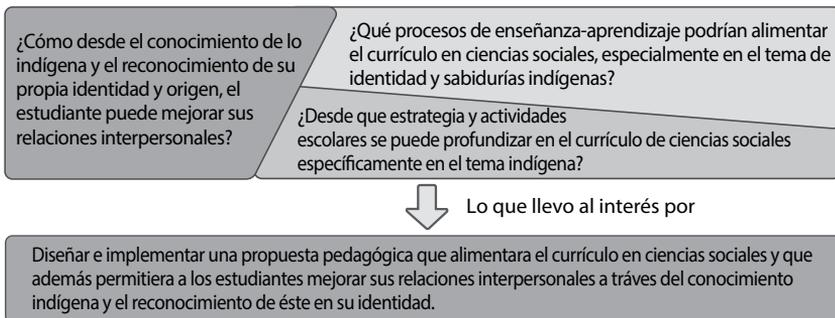 ¿Cómo desde el conocimiento de lo
indígena y el reconocimiento de su
propia identidad y origen, el
estudiante puede mejorar sus
relaciones interpersonales?
¿Qué procesos de enseñanza-aprendizaje podrían alimentar
el currículo en ciencias sociales, especialmente en el tema de
identidad y sabidurías indígenas?
¿Desde que estrategia y actividades
escolares se puede profundizar en el currículo de ciencias sociales
específicamente en el tema indígena?
Lo que llevo al interés por
Diseñar e implementar una propuesta pedagógica que alimentara el currículo en ciencias sociales y que
además permitiera a los estudiantes mejorar sus relaciones interpersonales a tráves del conocimiento
indígena y el reconocimiento de éste en su identidad.